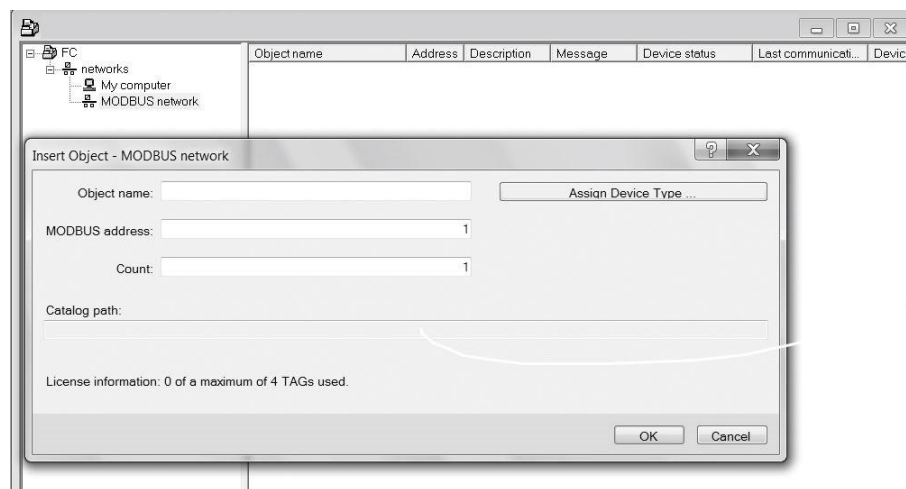 FC
networks
My computer
MODBUS network
Object name Address Description Message Device status Last communicati... Devic
Insert Object - MODBUS network
Object name:
Assign Device Type ...
MODBUS address: 1
Count: 1
Catalog path:
License information: 0 of a maximum of 4 TAGs used.
OK Cancel